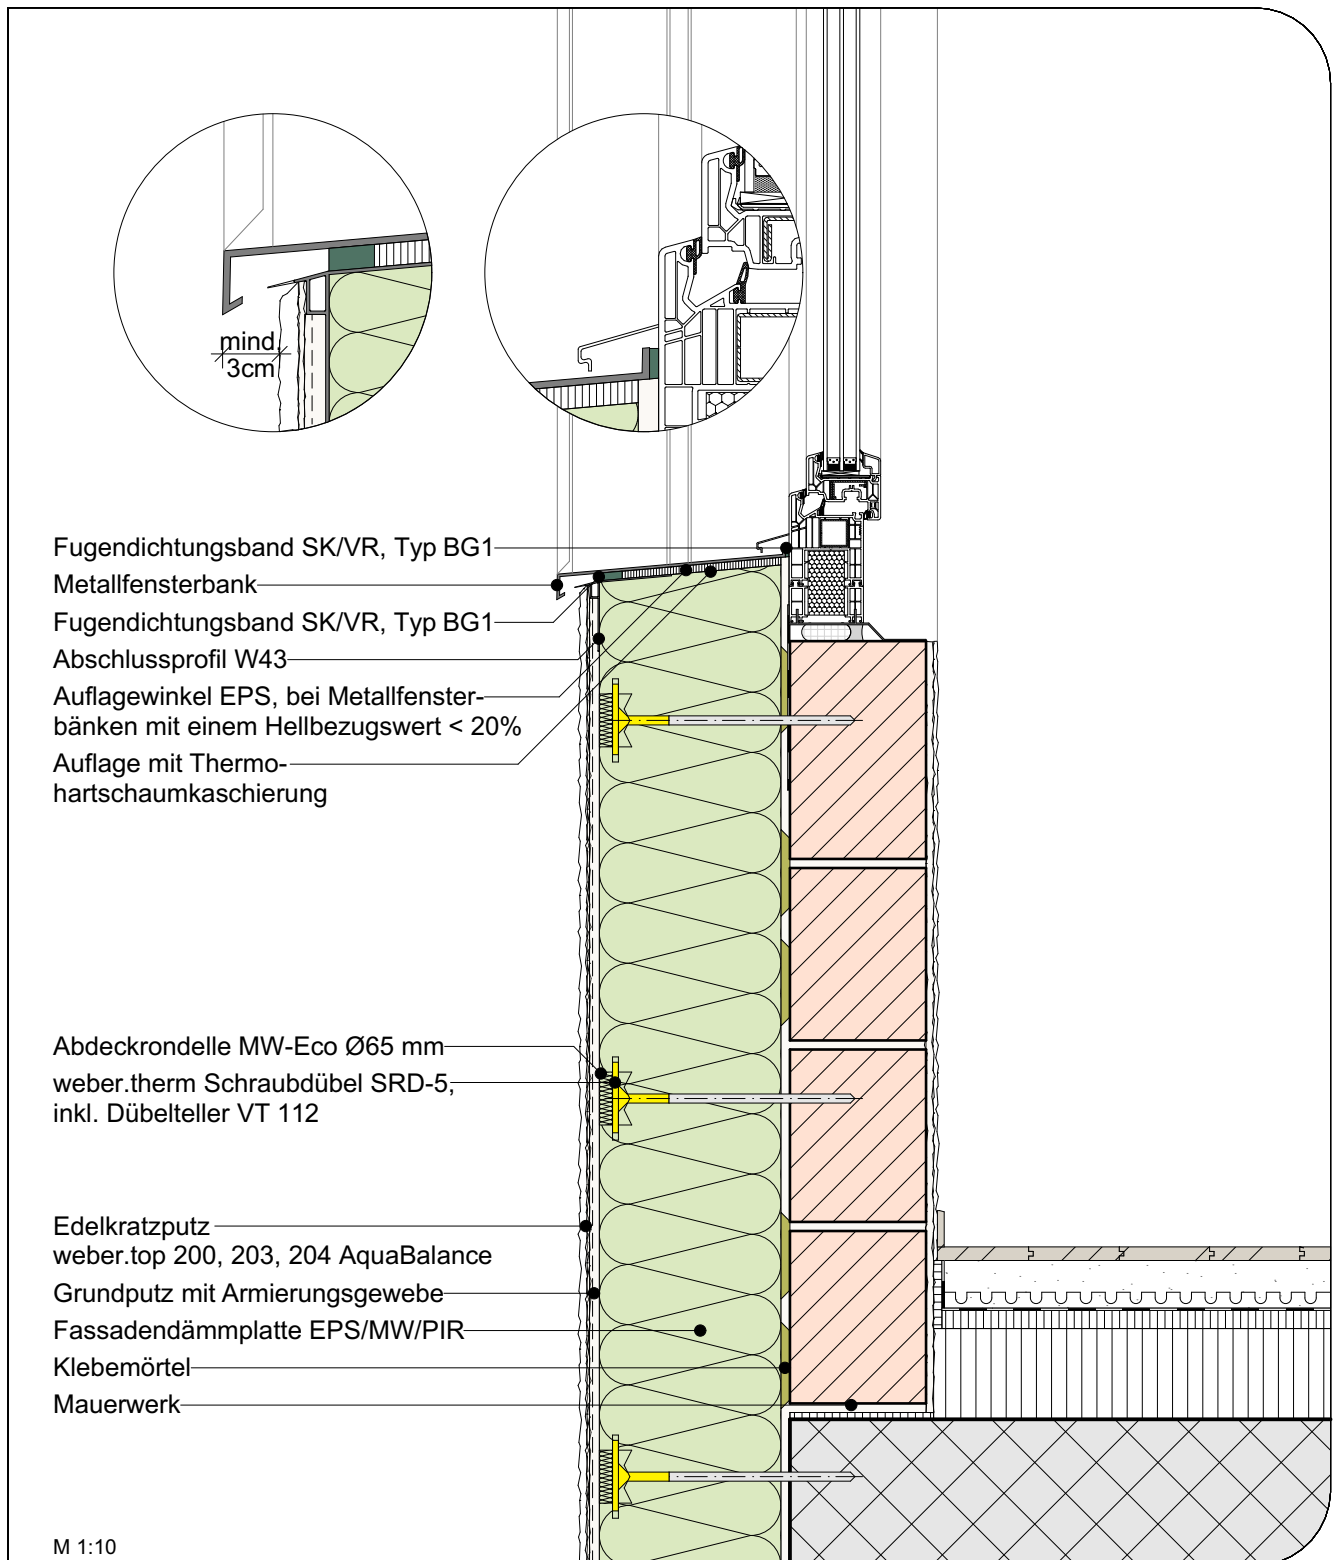 mind.
3cm
Fugendichtungsband SK/VR, Typ BG1
Metallfensterbank
Fugendichtungsband SK/VR, Typ BG1
Abschlussprofil W43
Auflagewinkel EPS, bei Metallfenster-
bänken mit einem Hellbezugswert < 20%
Auflage mit Thermo-
hartschaumkaschierung
Abdeckrondelle MW-Eco Ø65 mm
weber.therm Schraubdübel SRD-5,
inkl. Dübelteller VT 112
Edelkratzputz
weber.top 200, 203, 204 AquaBalance
Grundputz mit Armierungsgewebe
Fassadendämmplatte EPS/MW/PIR
Klebemörtel
Mauerwerk
M 1:10